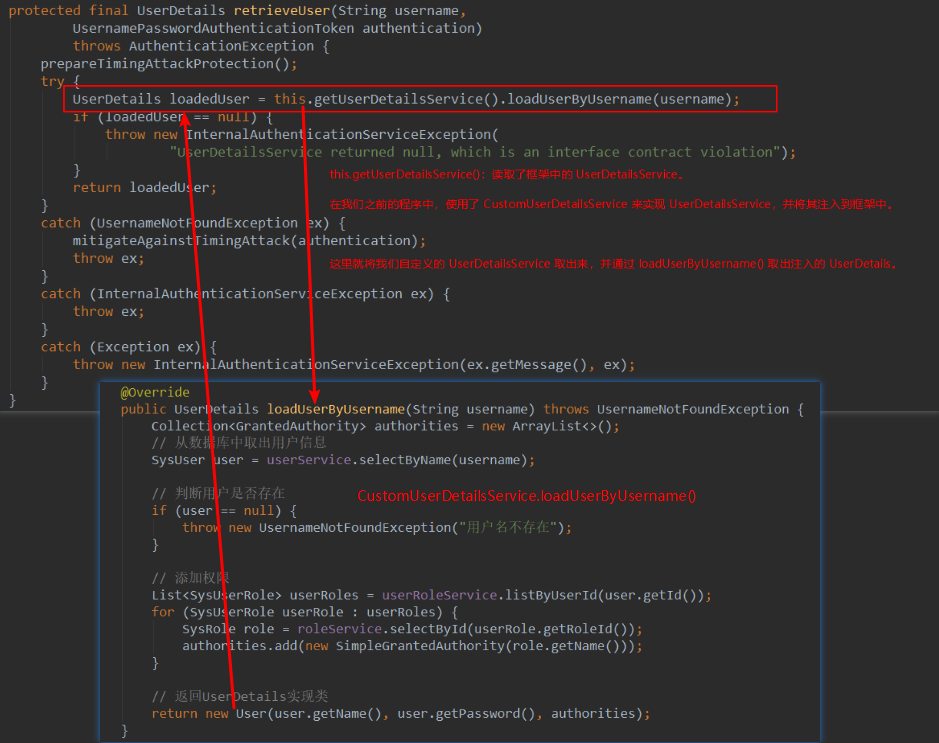 protected final UserDetails retrieveUser(String username,
        UsernamePasswordAuthenticationToken authentication)
        throws AuthenticationException {
    prepareTimingAttackProtection();
    try {
        UserDetails loadedUser = this.getUserDetailsService().loadUserByUsername(username);
        if (loadedUser == null) {
            throw new InternalAuthenticationServiceException(
                    "UserDetailsService returned null, which is an interface contract violation");
        }
this.getUserDetailsService()：读取了框架中的 UserDetailsService。
        return loadedUser;
在我们之前的程序中，使用了 CustomUserDetailsService 来实现 UserDetailsService，并将其注入到框架中。
    }
    catch (UsernameNotFoundException ex) {
        mitigateAgainstTimingAttack(authentication);
        throw ex;
这里就将我们自定义的 UserDetailsService 取出来，并通过 loadUserByUsername() 取出注入的 UserDetails。
    }
    catch (InternalAuthenticationServiceException ex) {
        throw ex;
    }
    catch (Exception ex) {
        throw new InternalAuthenticationServiceException(ex.getMessage(), ex);
    }
}
@Override
public UserDetails loadUserByUsername(String username) throws UsernameNotFoundException {
    Collection<GrantedAuthority> authorities = new ArrayList<>();
    // 从数据库中取出用户信息
    SysUser user = userService.selectByName(username);
    // 判断用户是否存在
CustomUserDetailsService.loadUserByUsername()
    if (user == null) {
        throw new UsernameNotFoundException("用户名不存在");
    }
    // 添加权限
    List<SysUserRole> userRoles = userRoleService.listByUserId(user.getId());
    for (SysUserRole userRole : userRoles) {
        SysRole role = roleService.selectById(userRole.getRoleId());
        authorities.add(new SimpleGrantedAuthority(role.getName()));
    }
    // 返回UserDetails实现类
    return new User(user.getName(), user.getPassword(), authorities);
}